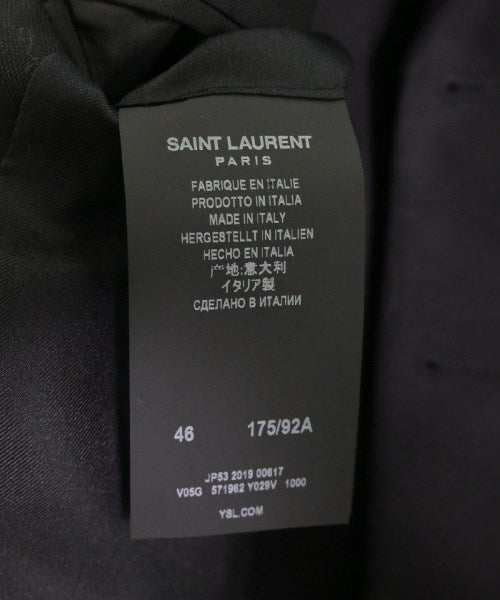 SAINT LAURENT
PARIS
FABRIQUE EN ITALIE
PRODOTTO IN ITALIA
MADE IN ITALY
HERGESTELLT IN ITALIEN
HECHO EN ITALIA
地:意大利
イタリア製
СДЕЛАНО В ИТАЛИИ
46 175/92A
JP53 2019 00817
V05G 571962 Y029V 1000
YSL.COM